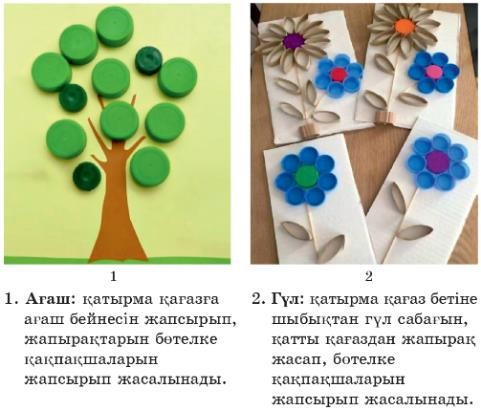 1
2
1. Ағаш: қатырма қағазға
ағаш бейнесін жапсырып,
жапырақтарын бөтелке
қақпақшаларын
жапсырып жасалынады.
2. Гүл: қатырма қағаз бетіне
шыбықтан гүл сабағын,
қатты қағаздан жапырақ
жасап, бөтелке
қақпақшаларын
жапсырып жасалынады.